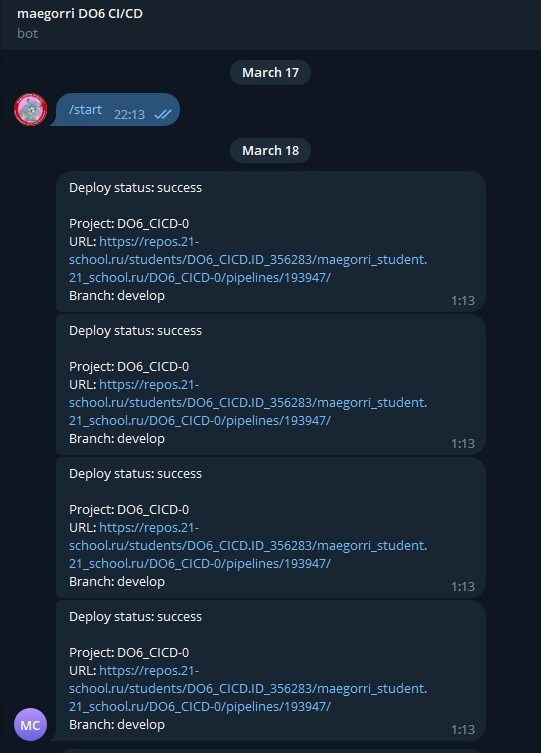 maegorri DO6 CI/CD
bot
March 17
/start 22:13
March 18
Deploy status: success
Project: DO6_CICD-0
URL: https://repos.21-
school.ru/students/DO6_CICD.ID_356283/maegorri_student.
21_school.ru/DO6_CICD-0/pipelines/193947/
Branch: develop
1:13
Deploy status: success
Project: DO6_CICD-0
URL: https://repos.21-
school.ru/students/DO6_CICD.ID_356283/maegorri_student.
21_school.ru/DO6_CICD-0/pipelines/193947/
Branch: develop
1:13
Deploy status: success
Project: DO6_CICD-0
URL: https://repos.21-
school.ru/students/DO6_CICD.ID_356283/maegorri_student.
21_school.ru/DO6_CICD-0/pipelines/193947/
Branch: develop
1:13
Deploy status: success
Project: DO6_CICD-0
URL: https://repos.21-
school.ru/students/DO6_CICD.ID_356283/maegorri_student.
21_school.ru/DO6_CICD-0/pipelines/193947/
Branch: develop
1:13
MC